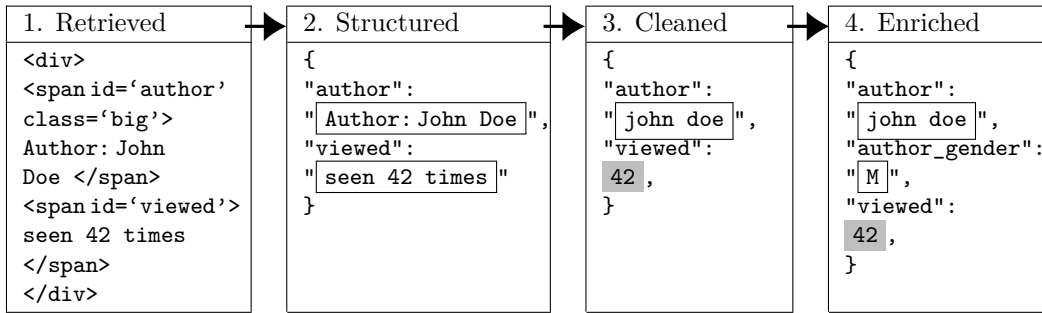 1. Retrieved
<div>
<span id=‘author’
class=‘big’>
Author: John
Doe </span>
<span id=‘viewed’>
seen 42 times
</span>
</div>
2. Structured
{
"author":
"Author: John Doe",
"viewed":
"seen 42 times"
}
3. Cleaned
{
"author":
"john doe",
"viewed":
42,
}
4. Enriched
{
"author":
"john doe",
"author_gender":
"M",
"viewed":
42,
}